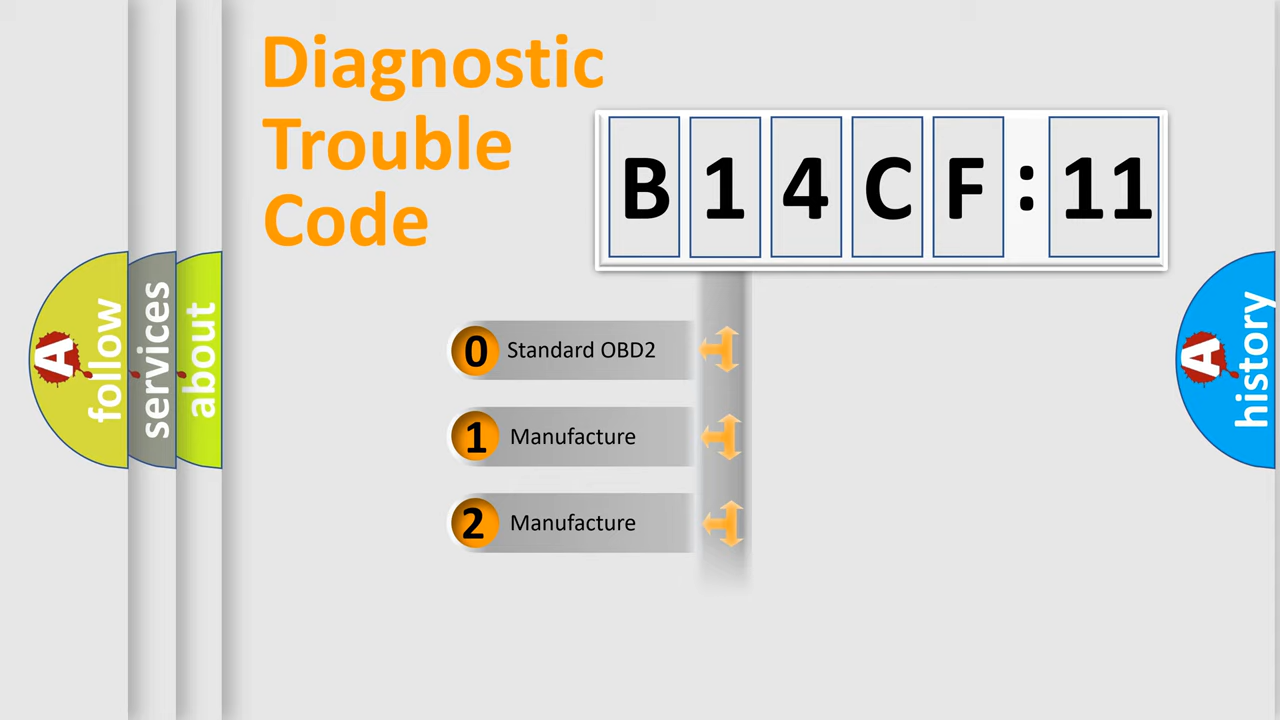 Diagnostic
Trouble
Code
B 1 4 C F : 11
0 Standard OBD2
1 Manufacture
2 Manufacture
A follow
services
about
A history